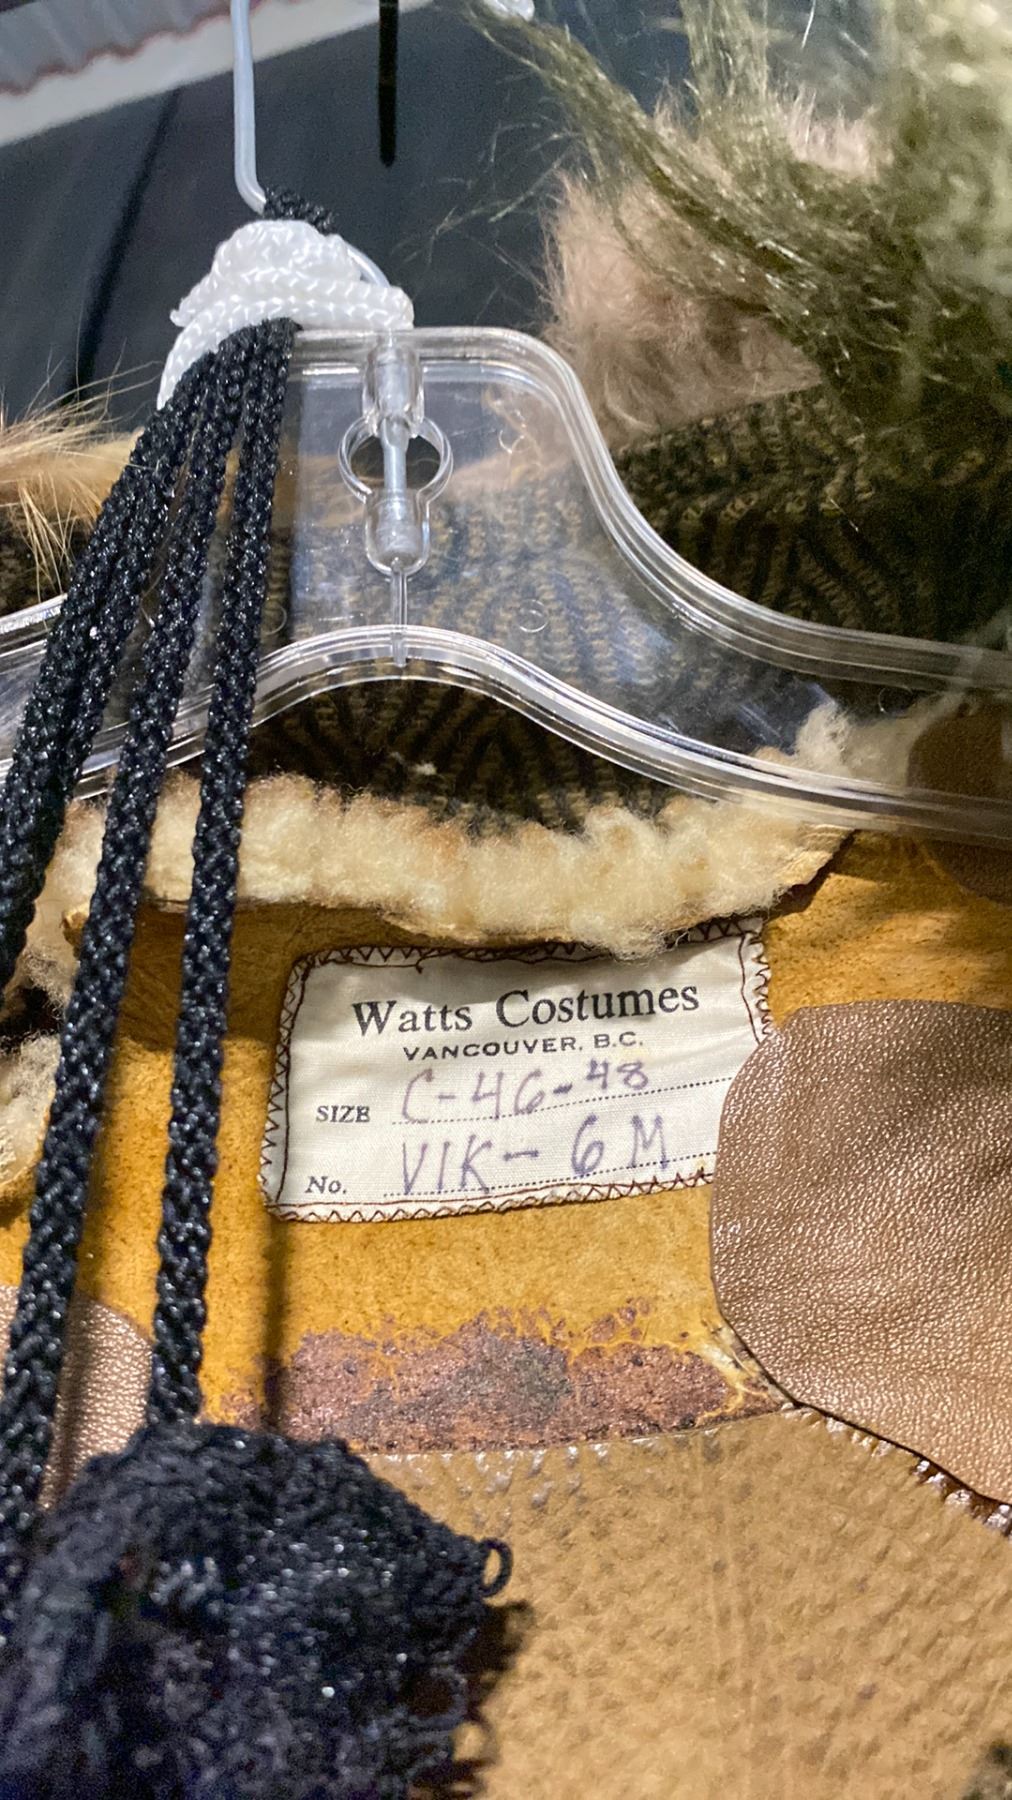 Watts Costumes
VANCOUVER, B.C.
SIZE C-46-48
No. VIK- 6M